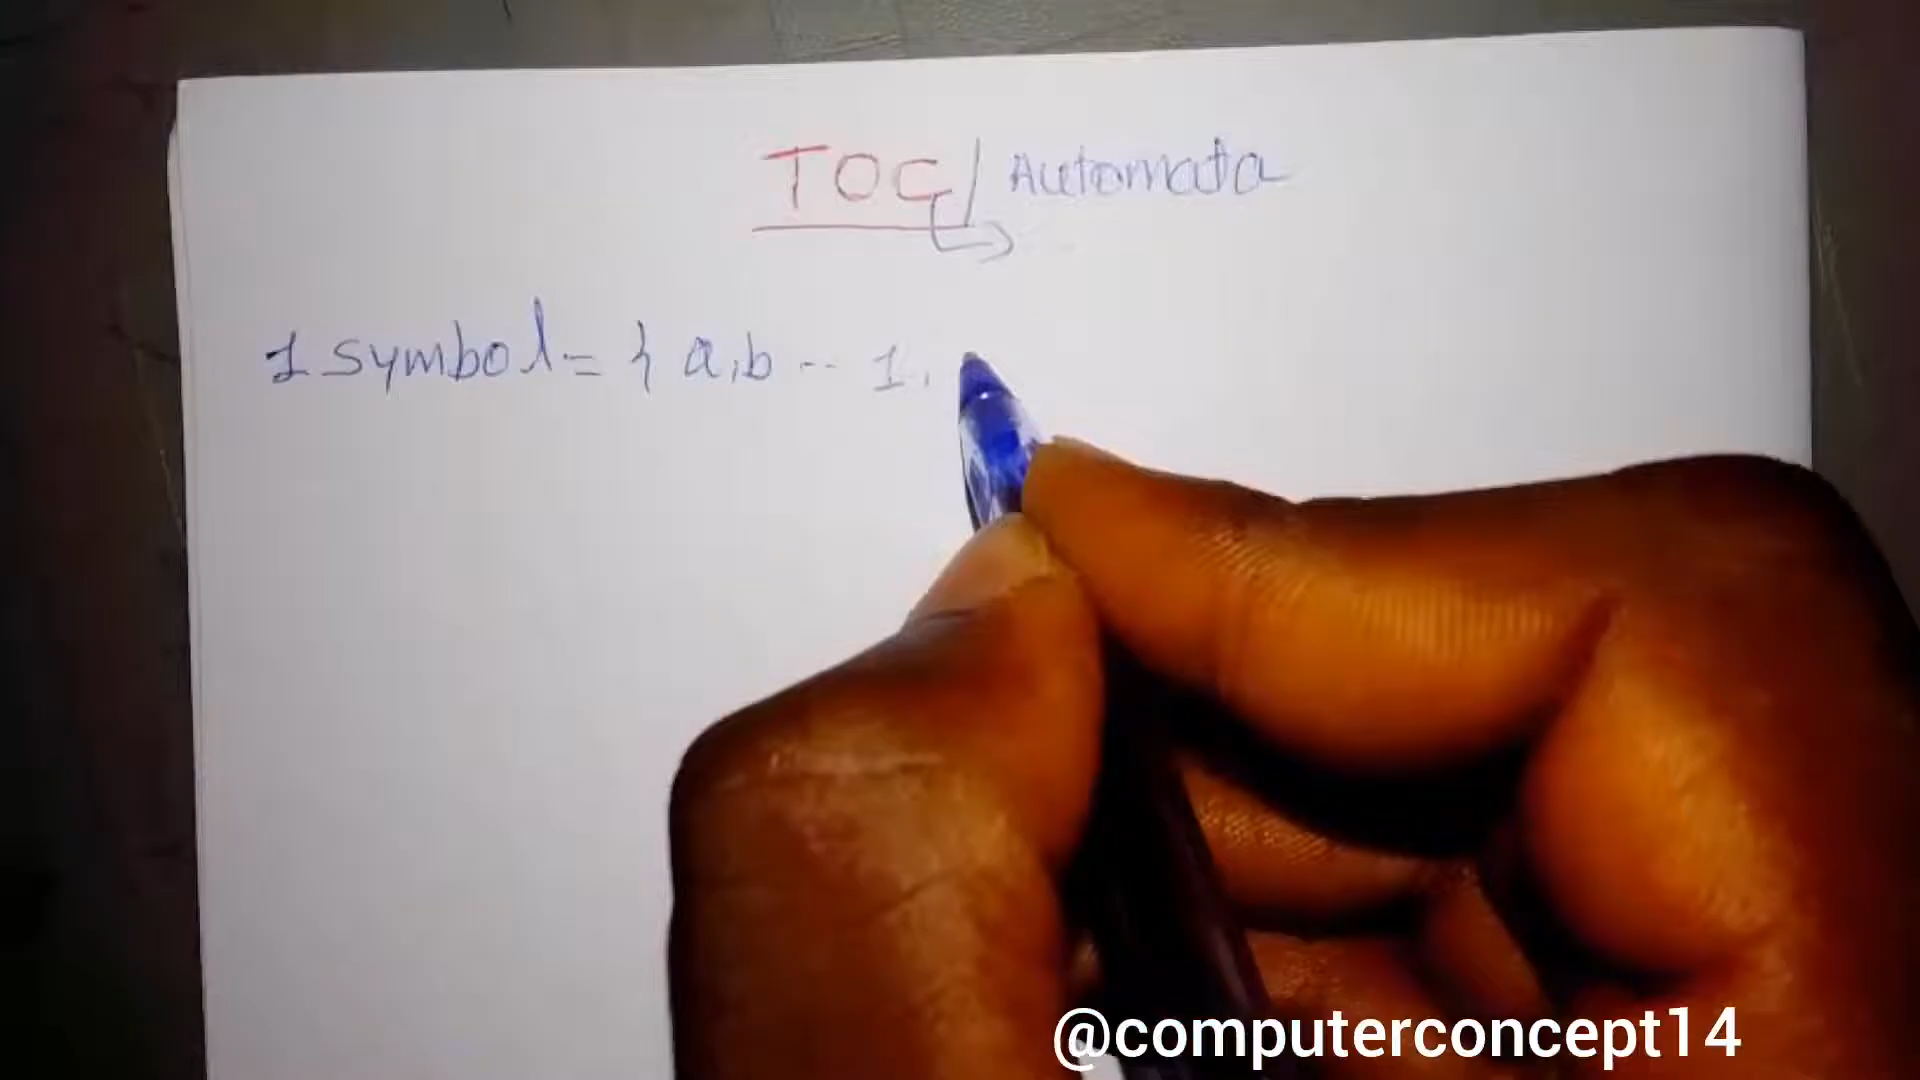 TOC/ Automata
1 symbol = { a,b -- 1,
@computerconcept14